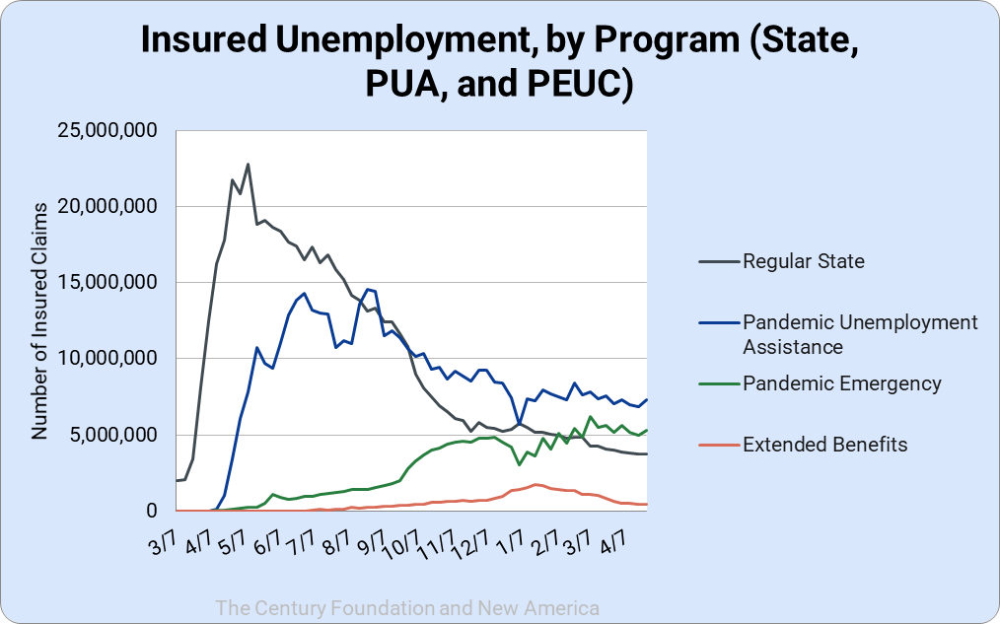 Insured Unemployment, by Program (State,
PUA, and PEUC)
Number of Insured Claims
25,000,000
20,000,000
15,000,000
10,000,000
5,000,000
0
3/7 4/7 5/7 6/7 7/7 8/7 9/7 10/7 11/7 12/7 1/7 2/7 3/7 4/7
Regular State
Pandemic Unemployment
Assistance
Pandemic Emergency
Extended Benefits
The Century Foundation and New America